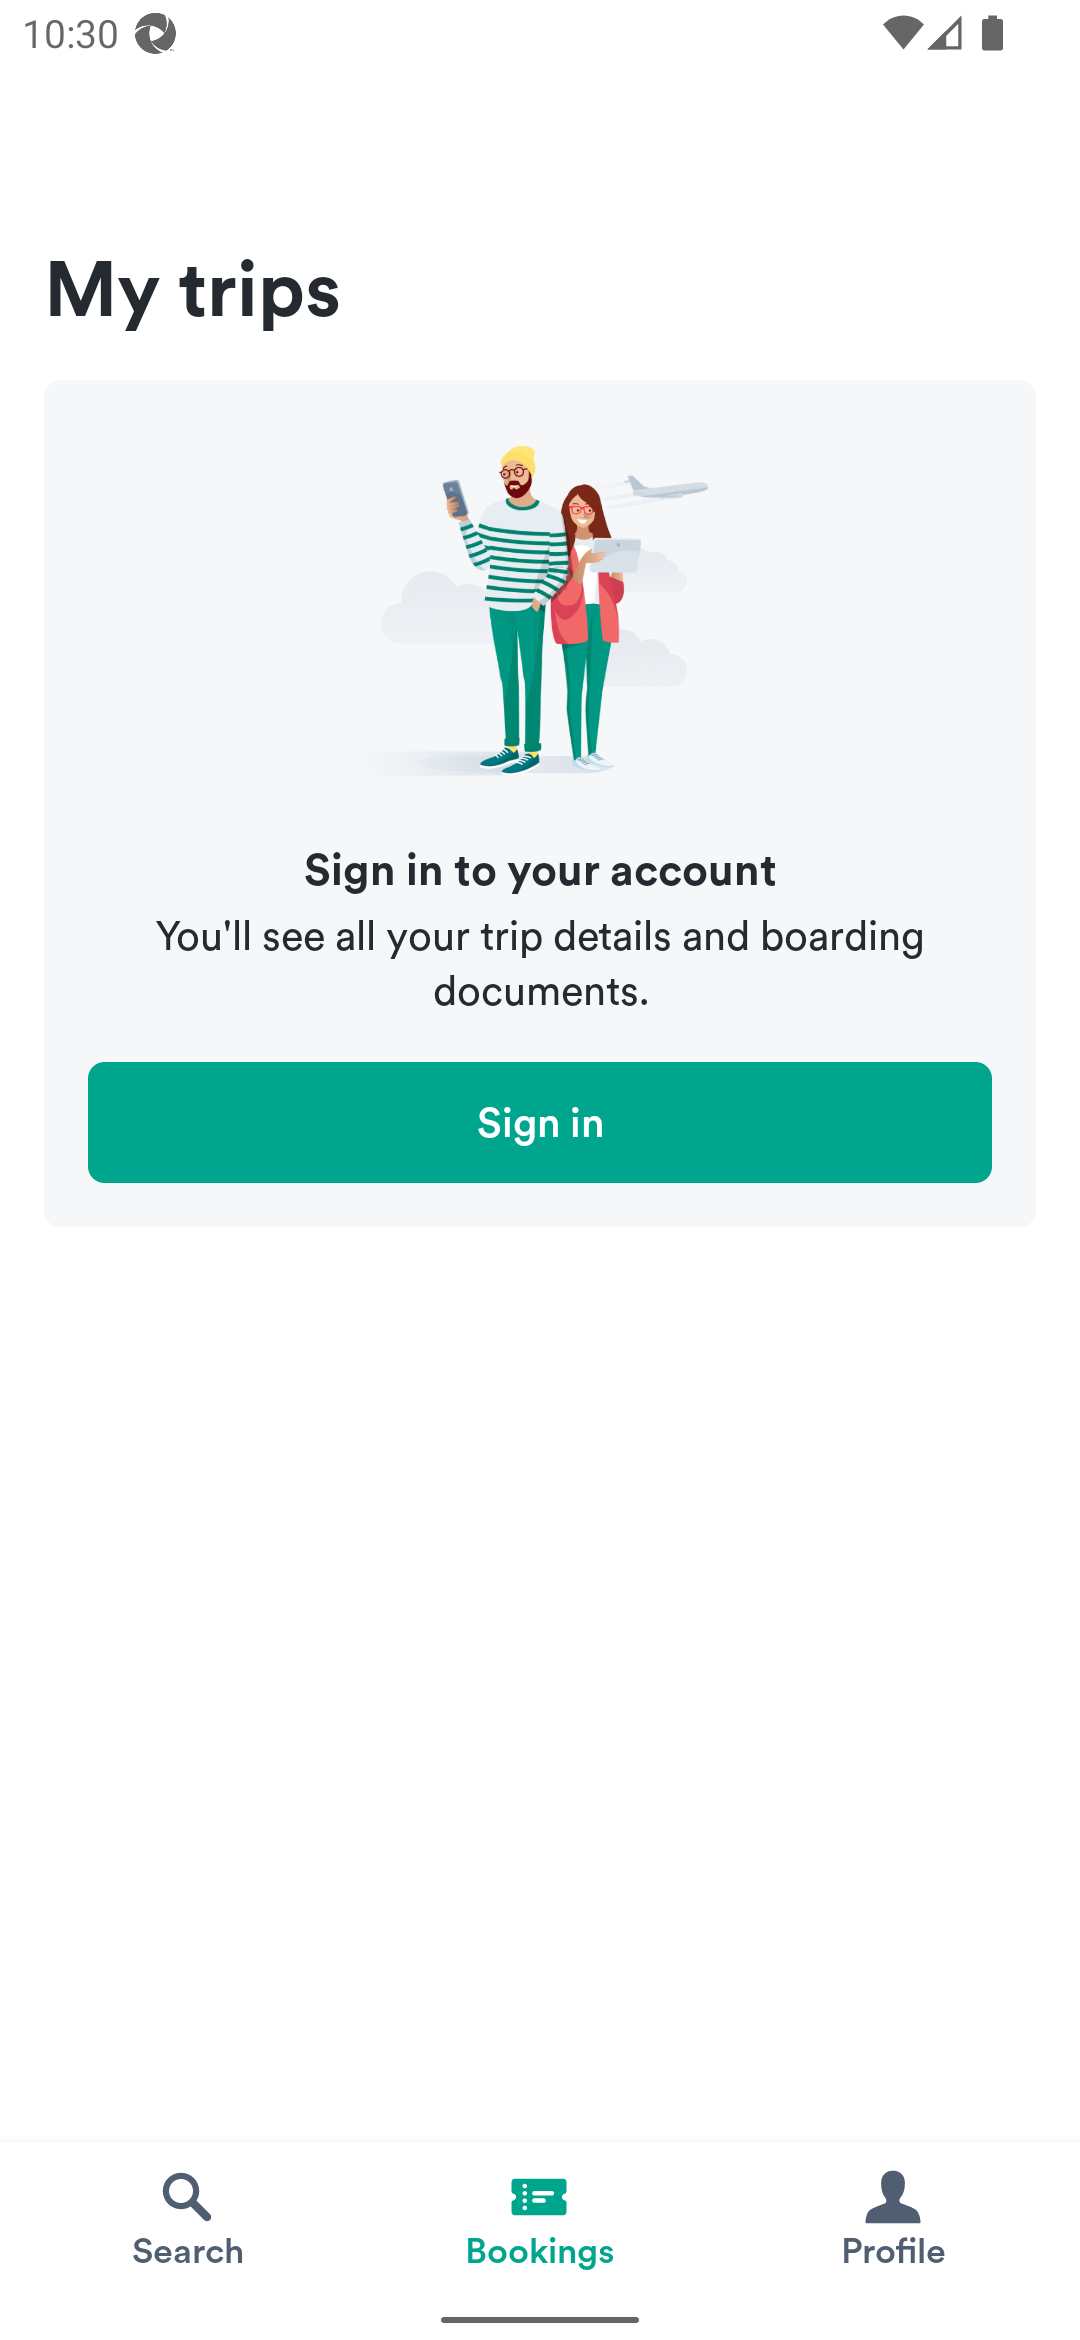 10:30
My trips
Sign in to your account
You'll see all your trip details and boarding
documents.
Sign in
Search
Bookings
Profile